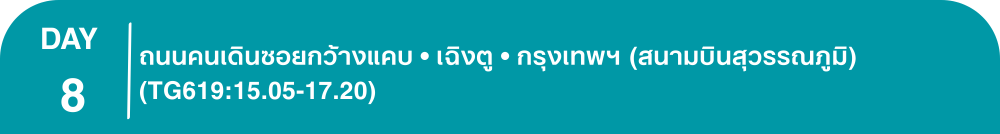 DAY
8
ถนนคนเดินซอยกว้างแคบ • เฉิงตู • กรุงเทพฯ (สนามบินสุวรรณภูมิ)
(TG619:15.05-17.20)